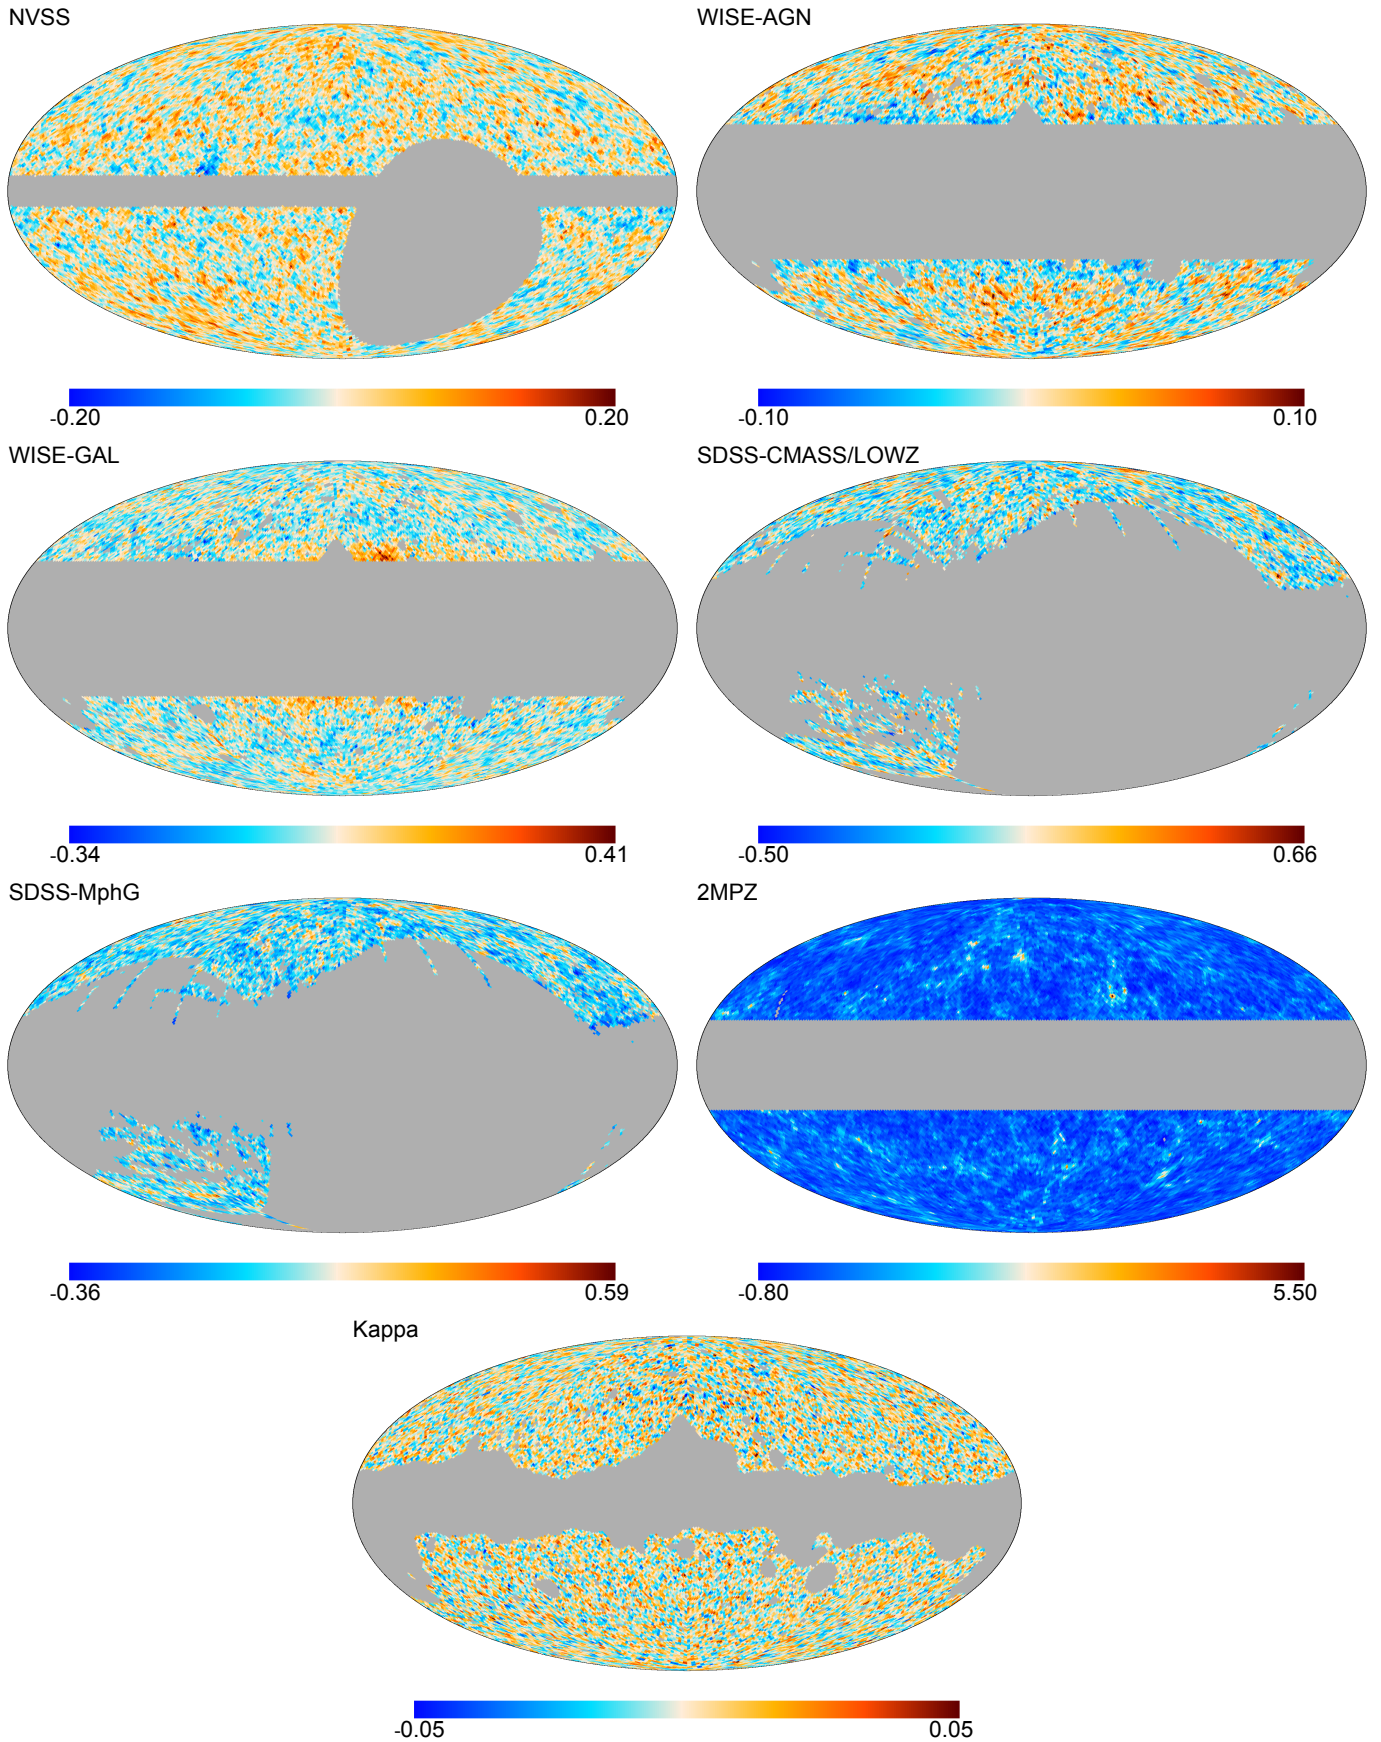 NVSS
WISE-AGN
-0.20 0.20
-0.10 0.10
WISE-GAL
SDSS-CMASS/LOWZ
-0.34 0.41
-0.50 0.66
SDSS-MphG
2MPZ
-0.36 0.59
-0.80 5.50
Kappa
-0.05 0.05